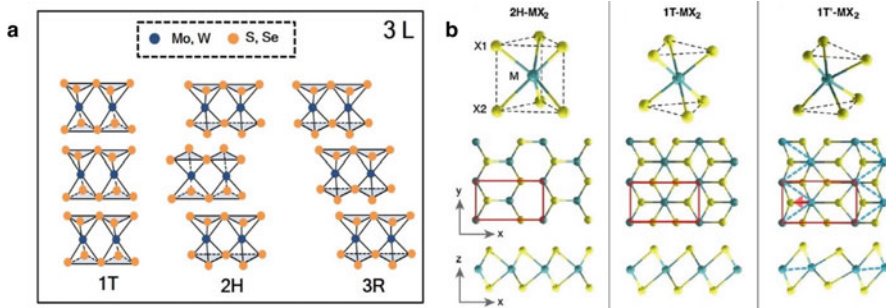 a
3 L
Mo, W
S, Se
1T
2H
3R
b
2H-MX₂
1T-MX₂
1T'-MX₂
X1
M
X2
y
x
z
x